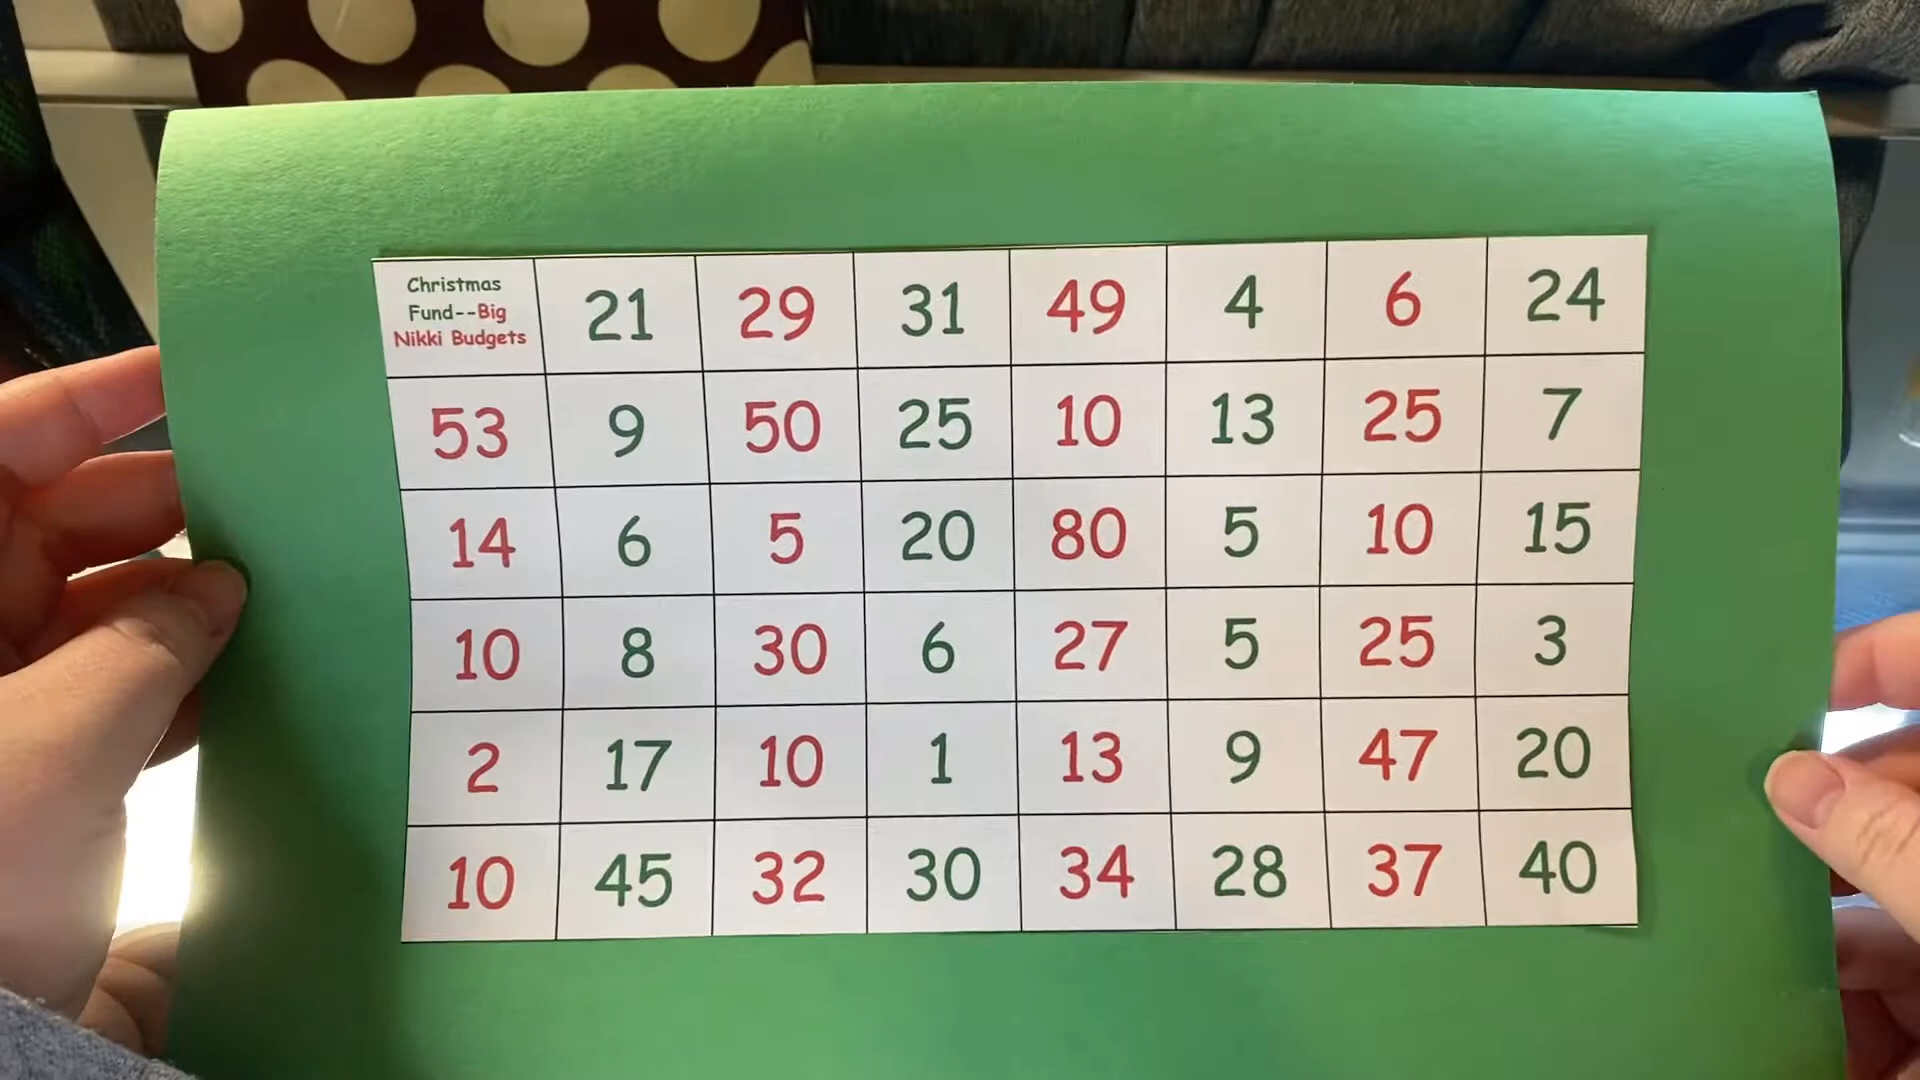 Christmas
Fund--Big
Nikki Budgets
21 29 31 49 4 6 24
53 9 50 25 10 13 25 7
14 6 5 20 80 5 10 15
10 8 30 6 27 5 25 3
2 17 10 1 13 9 47 20
10 45 32 30 34 28 37 40